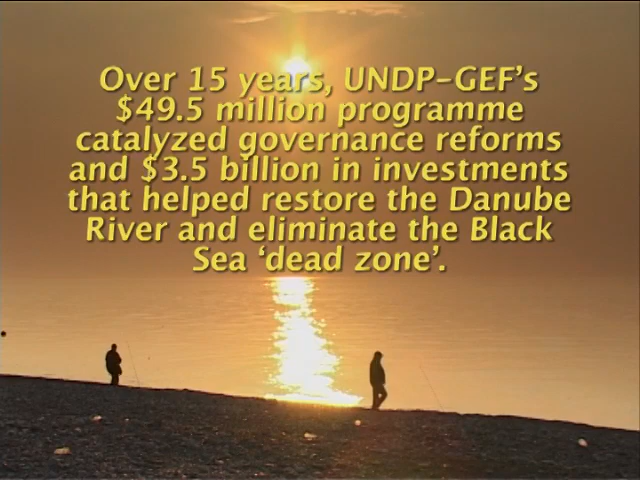 Over 15 years, UNDP-GEF's
$49.5 million programme
catalyzed governance reforms
and $3.5 billion in investments
that helped restore the Danube
River and eliminate the Black
Sea 'dead zone'.